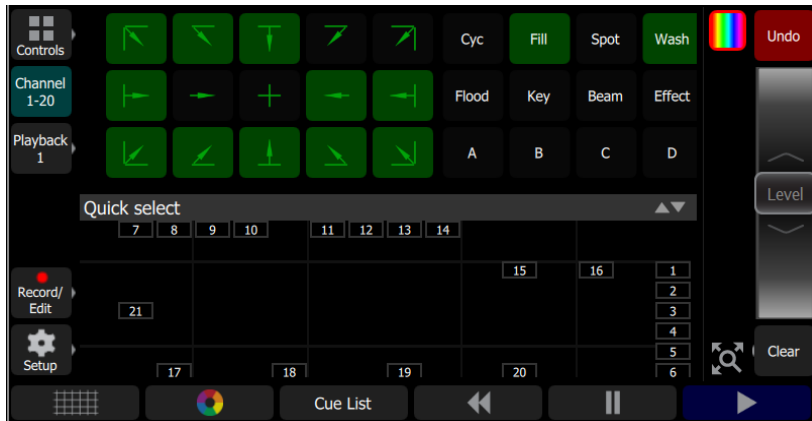 Controls
Cyc Fill Spot Wash
Undo
Channel
1-20
Flood Key Beam Effect
Playback
1
A B C D
Level
Quick select
7 8 9 10 11 12 13 14
15 16 1
2
Record/
Edit
21 3
4
Setup
5
Clear
17 18 19 20 6
Cue List